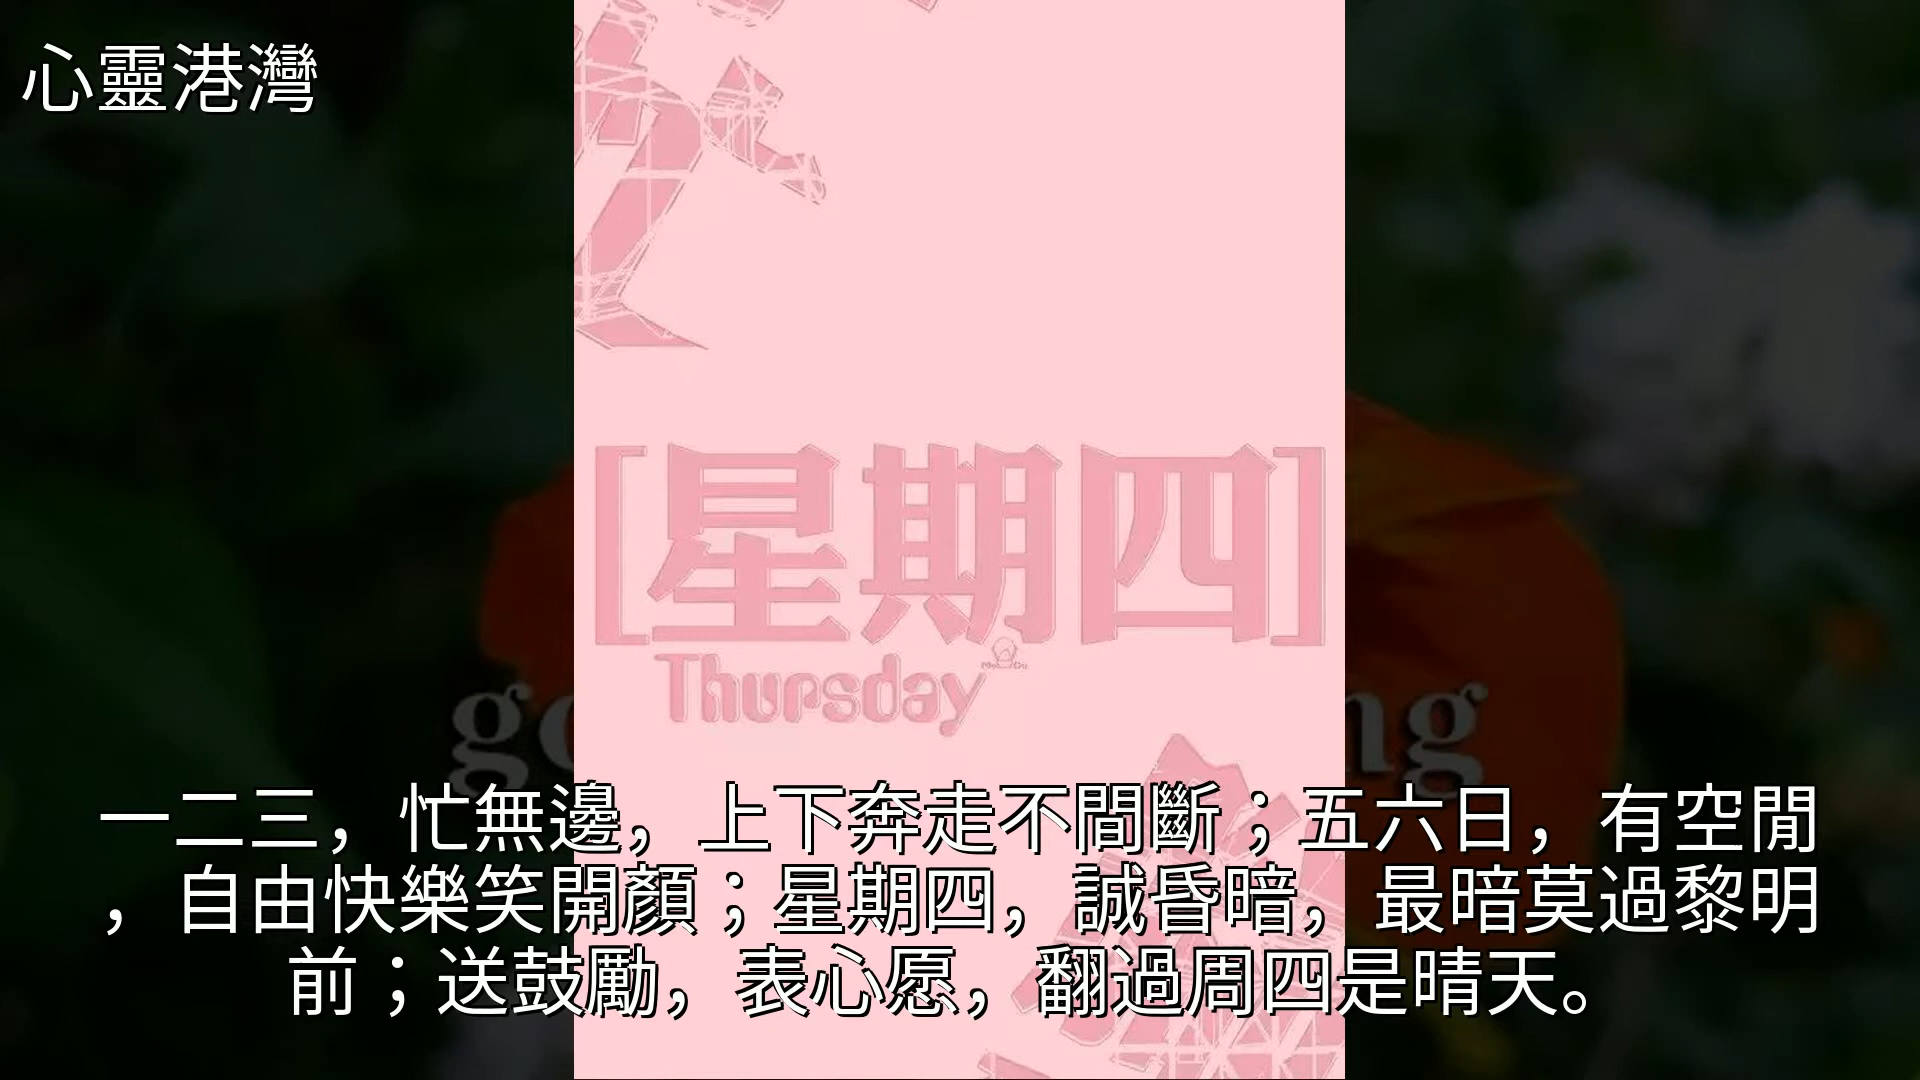 心靈港灣
[星期四]
Thursday
go
ng
一二三，忙無邊，上下奔走不間斷；五六日，有空閒
，自由快樂笑開顏；星期四，誠昏暗，最暗莫過黎明
前；送鼓勵，表心愿，翻過周四是晴天。